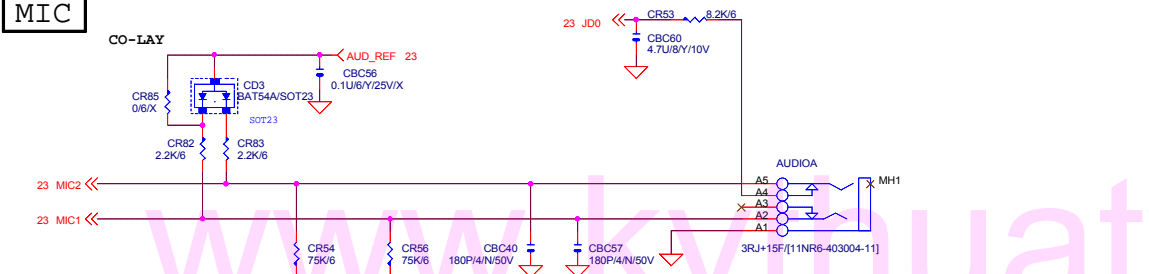 MIC
CO-LAY
23 JD0
CR53
8.2K/6
CBC60
4.7U/8/Y/10V
AUD_REF 23
CBC56
0.1U/6/Y/25V/X
CR85
0/6/X
CD3
BAT54A/SOT23
SOT23
CR82
2.2K/6
CR83
2.2K/6
AUDIOA
23 MIC2
A5
MH1
A4
A3
23 MIC1
A2
A1
CR54
75K/6
CR56
75K/6
CBC40
180P/4/N/50V
CBC57
180P/4/N/50V
3RJ+15F/[11NR6-403004-11]